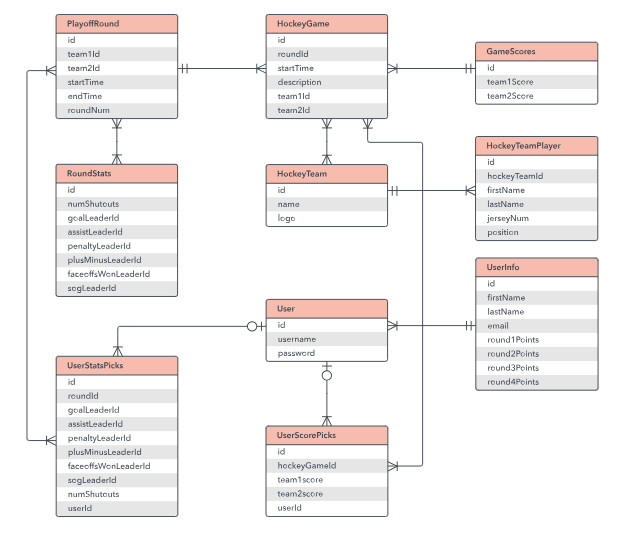 PlayoffRound
id
team1Id
team2Id
startTime
endTime
roundNum
HockeyGame
id
roundId
startTime
description
team1Id
team2Id
GameScores
id
team1Score
team2Score
RoundStats
id
numShutouts
goalLeaderId
assistLeaderId
penaltyLeaderId
plusMinusLeaderId
faceoffsWonLeaderId
sogLeaderId
HockeyTeam
id
name
logo
HockeyTeamPlayer
id
hockeyTeamId
firstName
lastName
jerseyNum
position
UserInfo
id
firstName
lastName
email
round1Points
round2Points
round3Points
round4Points
User
id
username
password
UserStatsPicks
id
roundId
goalLeaderId
assistLeaderId
penaltyLeaderId
plusMinusLeaderId
faceoffsWonLeaderId
sogLeaderId
numShutouts
userId
UserScorePicks
id
hockeyGameId
team1score
team2score
userId